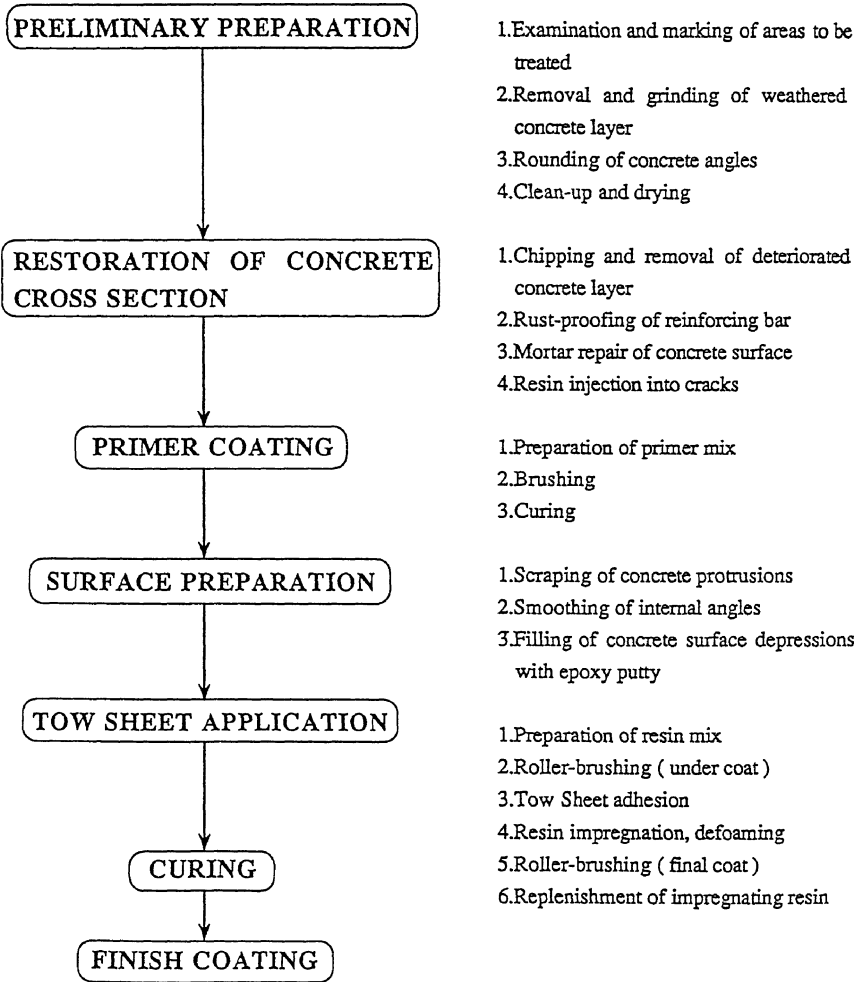 PRELIMINARY PREPARATION
1.Examination and marking of areas to be
treated
2.Removal and grinding of weathered
concrete layer
3.Rounding of concrete angles
4.Clean-up and drying
RESTORATION OF CONCRETE
CROSS SECTION
1.Chipping and removal of deteriorated
concrete layer
2.Rust-proofing of reinforcing bar
3.Mortar repair of concrete surface
4.Resin injection into cracks
PRIMER COATING
1.Preparation of primer mix
2.Brushing
3.Curing
SURFACE PREPARATION
1.Scraping of concrete protrusions
2.Smoothing of internal angles
3.Filling of concrete surface depressions
with epoxy putty
TOW SHEET APPLICATION
1.Preparation of resin mix
2.Roller-brushing ( under coat )
3.Tow Sheet adhesion
4.Resin impregnation, defoaming
5.Roller-brushing ( final coat )
6.Replenishment of impregnating resin
CURING
FINISH COATING